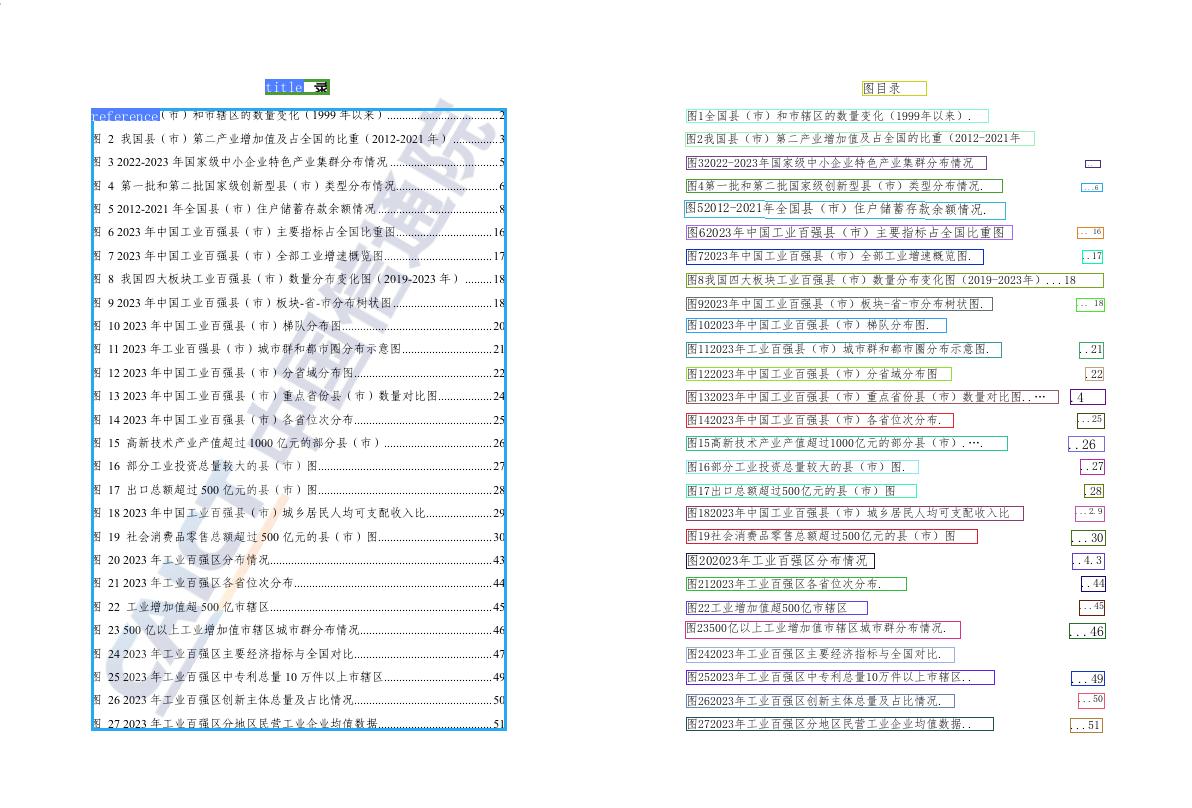 title 录
reference(市）和市辖区的数量变化（1999 年以来）......2
图 2 我国县（市）第二产业增加值及占全国的比重（2012-2021 年）......3
图 3 2022-2023 年国家级中小企业特色产业集群分布情况......5
图 4 第一批和第二批国家级创新型县（市）类型分布情况......6
图 5 2012-2021 年全国县（市）住户储蓄存款余额情况......8
图 6 2023 年中国工业百强县（市）主要指标占全国比重图......16
图 7 2023 年中国工业百强县（市）全部工业增速概览图......17
图 8 我国四大板块工业百强县（市）数量分布变化图（2019-2023 年）......18
图 9 2023 年中国工业百强县（市）板块-省-市分布树状图......18
图 10 2023 年中国工业百强县（市）梯队分布图......20
图 11 2023 年工业百强县（市）城市群和都市圈分布示意图......21
图 12 2023 年中国工业百强县（市）分省域分布图......22
图 13 2023 年中国工业百强县（市）重点省份县（市）数量对比图......24
图 14 2023 年中国工业百强县（市）各省位次分布......25
图 15 高新技术产业产值超过 1000 亿元的部分县（市）......26
图 16 部分工业投资总量较大的县（市）图......27
图 17 出口总额超过 500 亿元的县（市）图......28
图 18 2023 年中国工业百强县（市）城乡居民人均可支配收入比......29
图 19 社会消费品零售总额超过 500 亿元的县（市）图......30
图 20 2023 年工业百强区分布情况......43
图 21 2023 年工业百强区各省位次分布......44
图 22 工业增加值超 500 亿市辖区......45
图 23 500 亿以上工业增加值市辖区城市群分布情况......46
图 24 2023 年工业百强区主要经济指标与全国对比......47
图 25 2023 年工业百强区中专利总量 10 万件以上市辖区......49
图 26 2023 年工业百强区创新主体总量及占比情况......50
图 27 2023 年工业百强区分地区民营工业企业均值数据......51
CAICT 中国信通院
图目录
图1全国县（市）和市辖区的数量变化（1999年以来）.
图2我国县（市）第二产业增加值及占全国的比重（2012-2021年
图32022-2023年国家级中小企业特色产业集群分布情况 ...
图4第一批和第二批国家级创新型县（市）类型分布情况. ...6
图52012-2021年全国县（市）住户储蓄存款余额情况.
图62023年中国工业百强县（市）主要指标占全国比重图 ... 16
图72023年中国工业百强县（市）全部工业增速概览图. ..17
图8我国四大板块工业百强县（市）数量分布变化图（2019-2023年）...18
图92023年中国工业百强县（市）板块-省-市分布树状图. ... 18
图102023年中国工业百强县（市）梯队分布图.
图112023年工业百强县（市）城市群和都市圈分布示意图. ..21
图122023年中国工业百强县（市）分省域分布图 .22
图132023年中国工业百强县（市）重点省份县（市）数量对比图..… .4
图142023年中国工业百强县（市）各省位次分布. ...25
图15高新技术产业产值超过1000亿元的部分县（市）.…. ..26
图16部分工业投资总量较大的县（市）图. ..27
图17出口总额超过500亿元的县（市）图 .28
图182023年中国工业百强县（市）城乡居民人均可支配收入比 ...2.9
图19社会消费品零售总额超过500亿元的县（市）图 ...30
图202023年工业百强区分布情况 ..4.3
图212023年工业百强区各省位次分布. ..44
图22工业增加值超500亿市辖区 ...45
图23500亿以上工业增加值市辖区城市群分布情况. ...46
图242023年工业百强区主要经济指标与全国对比.
图252023年工业百强区中专利总量10万件以上市辖区.. ...49
图262023年工业百强区创新主体总量及占比情况. ...50
图272023年工业百强区分地区民营工业企业均值数据.. ...51